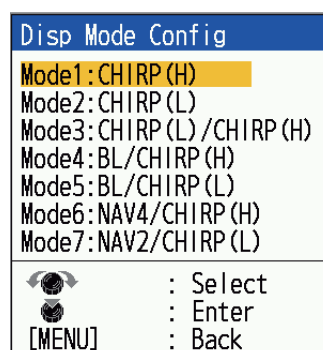 Disp Mode Config
Mode1:CHIRP(H)
Mode2:CHIRP(L)
Mode3:CHIRP(L)/CHIRP(H)
Mode4:BL/CHIRP(H)
Mode5:BL/CHIRP(L)
Mode6:NAV4/CHIRP(H)
Mode7:NAV2/CHIRP(L)
: Select
: Enter
[MENU] : Back